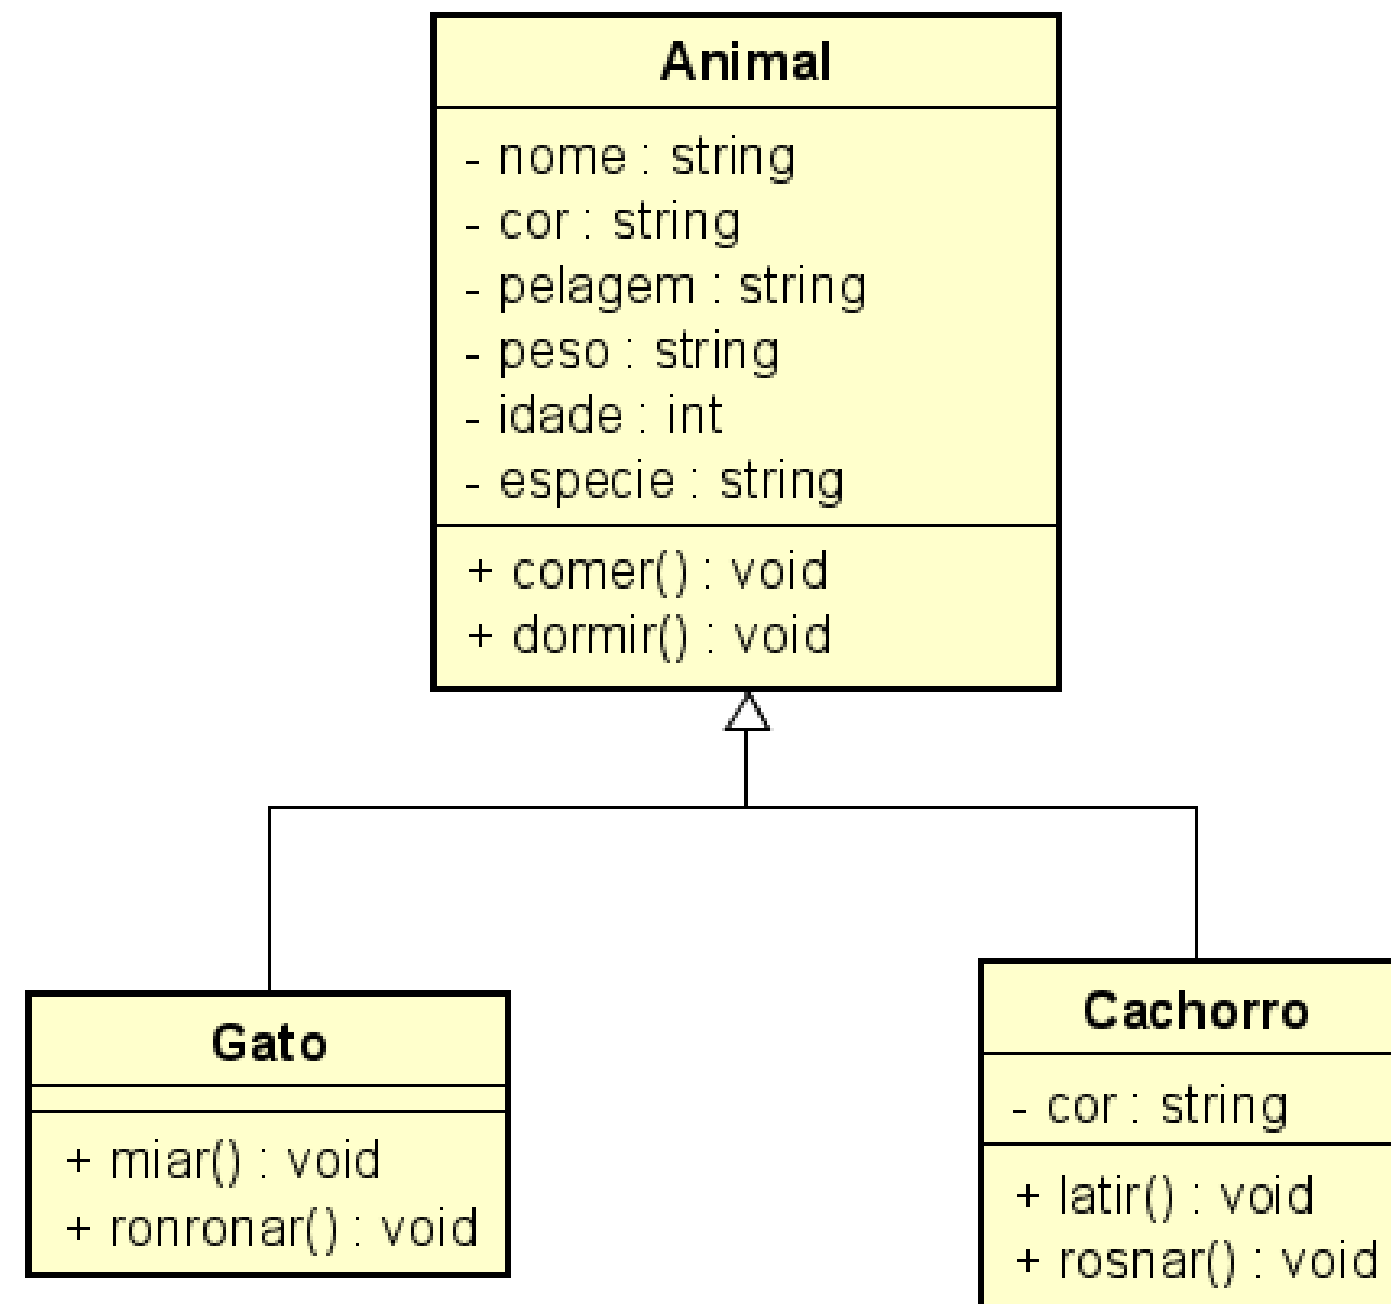 Animal
- nome : string
- cor : string
- pelagem : string
- peso : string
- idade : int
- especie : string
+ comer() : void
+ dormir() : void
Gato
+ miar() : void
+ ronronar() : void
Cachorro
- cor : string
+ latir() : void
+ rosnar() : void